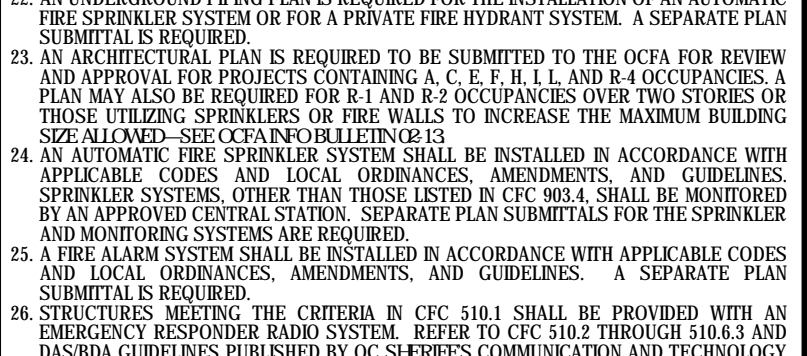 22. AN UNDERGROUND PIPING PLAN IS REQUIRED FOR THE INSTALLATION OF AN AUTOMATIC
FIRE SPRINKLER SYSTEM OR FOR A PRIVATE FIRE HYDRANT SYSTEM. A SEPARATE PLAN
SUBMITTAL IS REQUIRED.
23. AN ARCHITECTURAL PLAN IS REQUIRED TO BE SUBMITTED TO THE OCFA FOR REVIEW
AND APPROVAL FOR PROJECTS CONTAINING A, C, E, F, H, I, L, AND R-4 OCCUPANCIES. A
PLAN MAY ALSO BE REQUIRED FOR R-1 AND R-2 OCCUPANCIES OVER TWO STORIES OR
THOSE UTILIZING SPRINKLERS OR FIRE WALLS TO INCREASE THE MAXIMUM BUILDING
SIZE ALLOWED—SEE OCFA INFO BULLETIN 02-13.
24. AN AUTOMATIC FIRE SPRINKLER SYSTEM SHALL BE INSTALLED IN ACCORDANCE WITH
APPLICABLE CODES AND LOCAL ORDINANCES, AMENDMENTS, AND GUIDELINES.
SPRINKLER SYSTEMS, OTHER THAN THOSE LISTED IN CFC 903.4, SHALL BE MONITORED
BY AN APPROVED CENTRAL STATION. SEPARATE PLAN SUBMITTALS FOR THE SPRINKLER
AND MONITORING SYSTEMS ARE REQUIRED.
25. A FIRE ALARM SYSTEM SHALL BE INSTALLED IN ACCORDANCE WITH APPLICABLE CODES
AND LOCAL ORDINANCES, AMENDMENTS, AND GUIDELINES. A SEPARATE PLAN
SUBMITTAL IS REQUIRED.
26. STRUCTURES MEETING THE CRITERIA IN CFC 510.1 SHALL BE PROVIDED WITH AN
EMERGENCY RESPONDER RADIO SYSTEM. REFER TO CFC 510.2 THROUGH 510.6.3 AND
DAS/BDA GUIDELINES PUBLISHED BY OC SHERIFF'S COMMUNICATION AND TECHNOLOGY